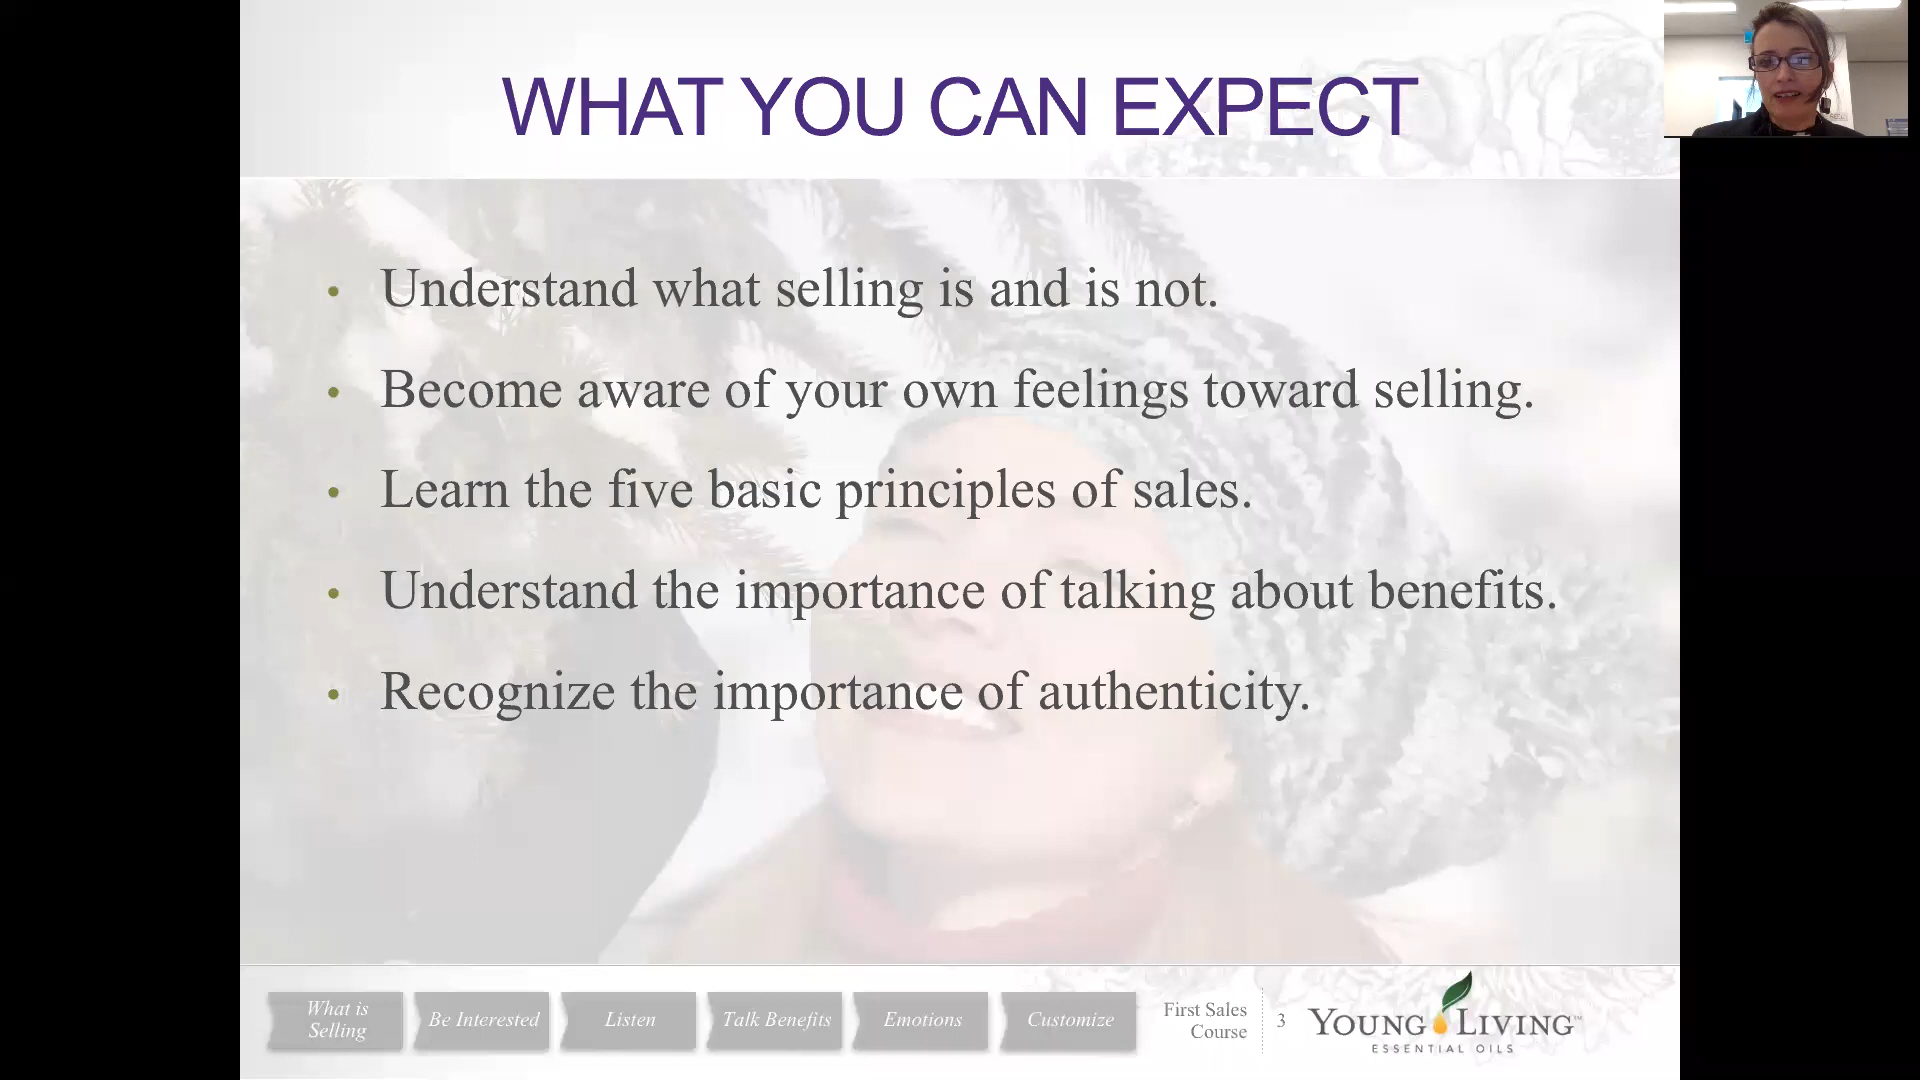 WHAT YOU CAN EXPECT
• Understand what selling is and is not.
• Become aware of your own feelings toward selling.
• Learn the five basic principles of sales.
• Understand the importance of talking about benefits.
• Recognize the importance of authenticity.
What is
Selling
Be Interested
Listen
Talk Benefits
Emotions
Customize
First Sales
Course
3
YOUNG LIVING™
ESSENTIAL OILS